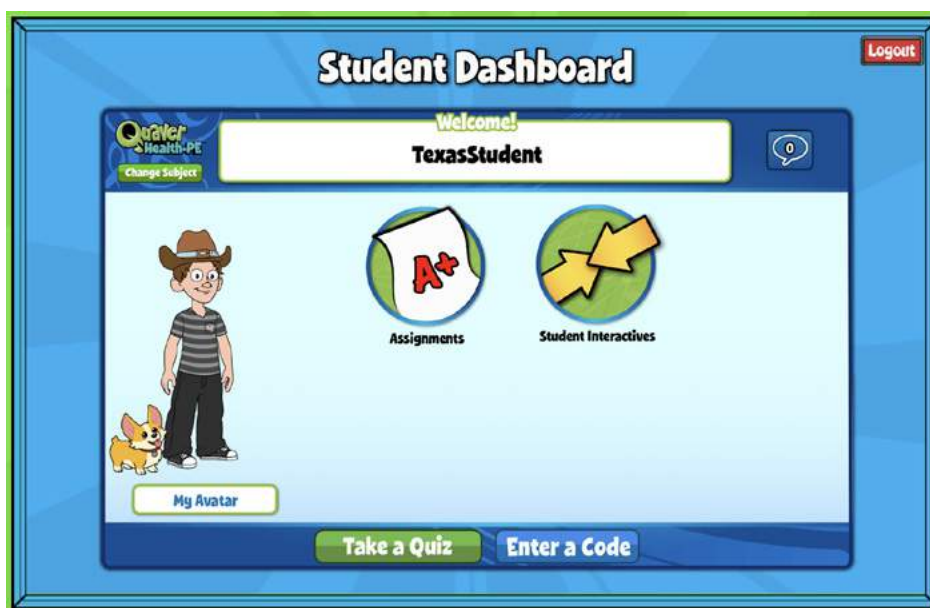 Student Dashboard
Logout
Quaver
Health-PE
Change Subject
Welcome!
TexasStudent
0
A+
Assignments
Student Interactives
My Avatar
Take a Quiz
Enter a Code